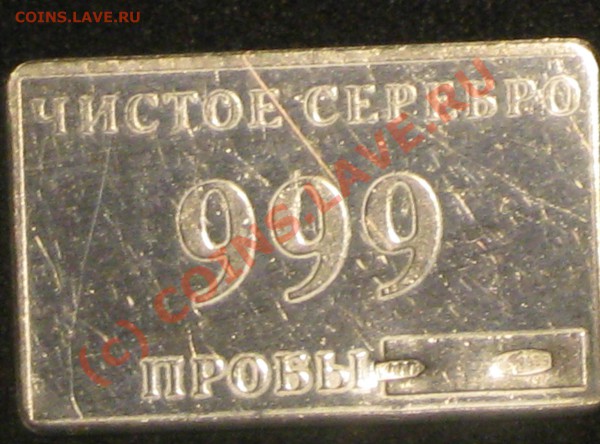 COINS.LAVE.RU
ЧИСТОЕ СЕРЕБРО
999
ПРОБЫ
(c) COINS.LAVE.RU